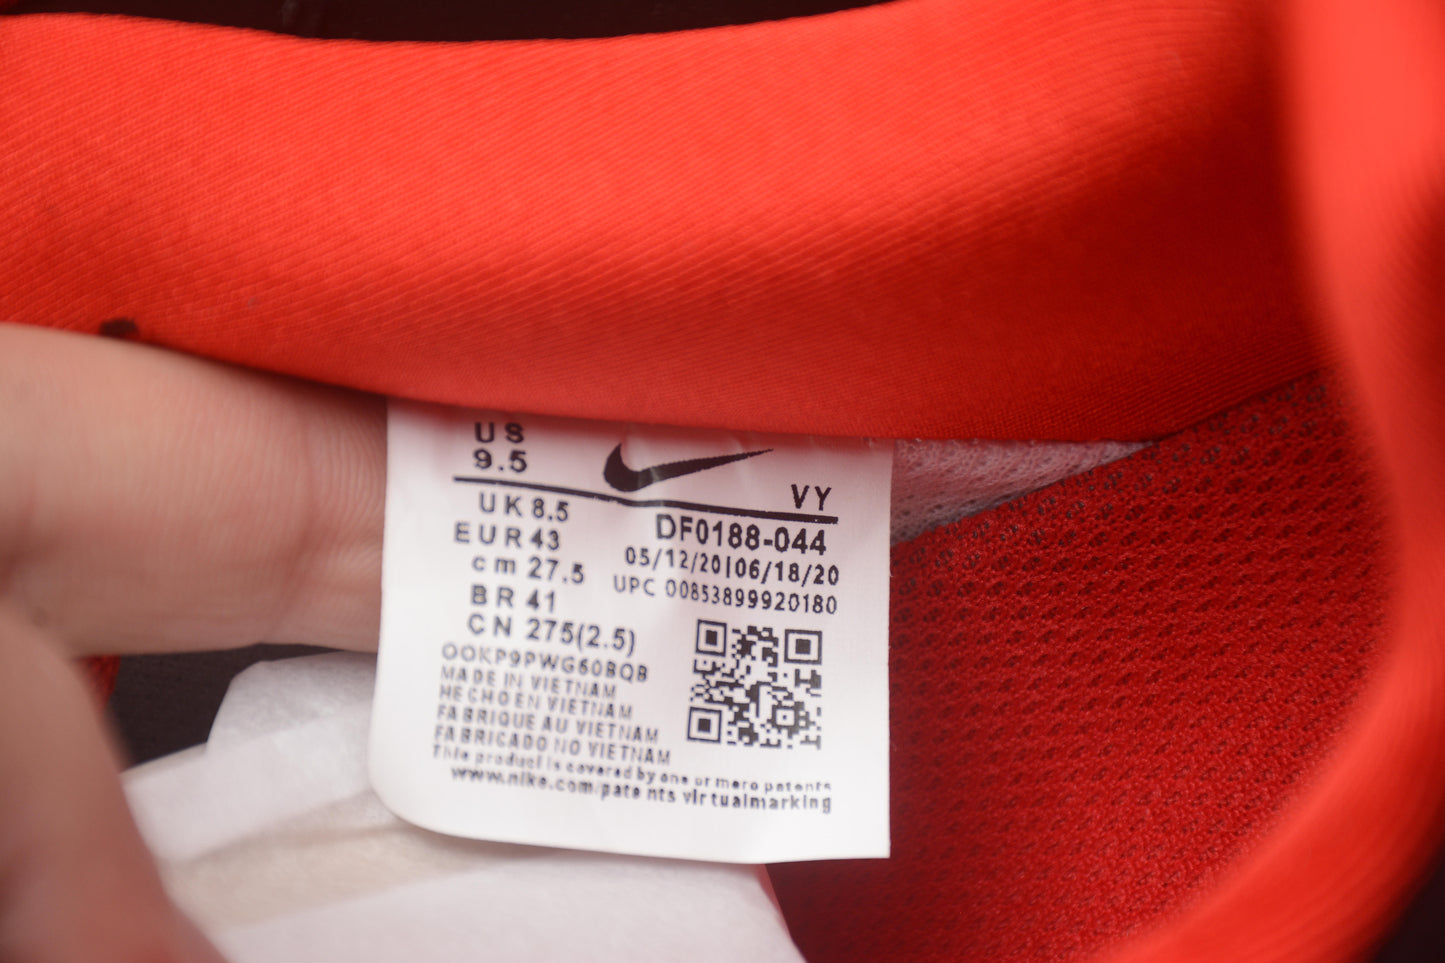 US
9.5
VY
UK 8.5
DF0188-044
EUR 43
05/12/20|06/18/20
cm 27.5
UPC 00853899920180
BR 41
CN 275(2.5)
OOKP9PWG60BQB
MADE IN VIETNAM
HECHO EN VIETNAM
FABRIQUE AU VIETNAM
FABRICADO NO VIETNAM
This product is covered by one or more patents
www.nike.com/patents virtualmarking